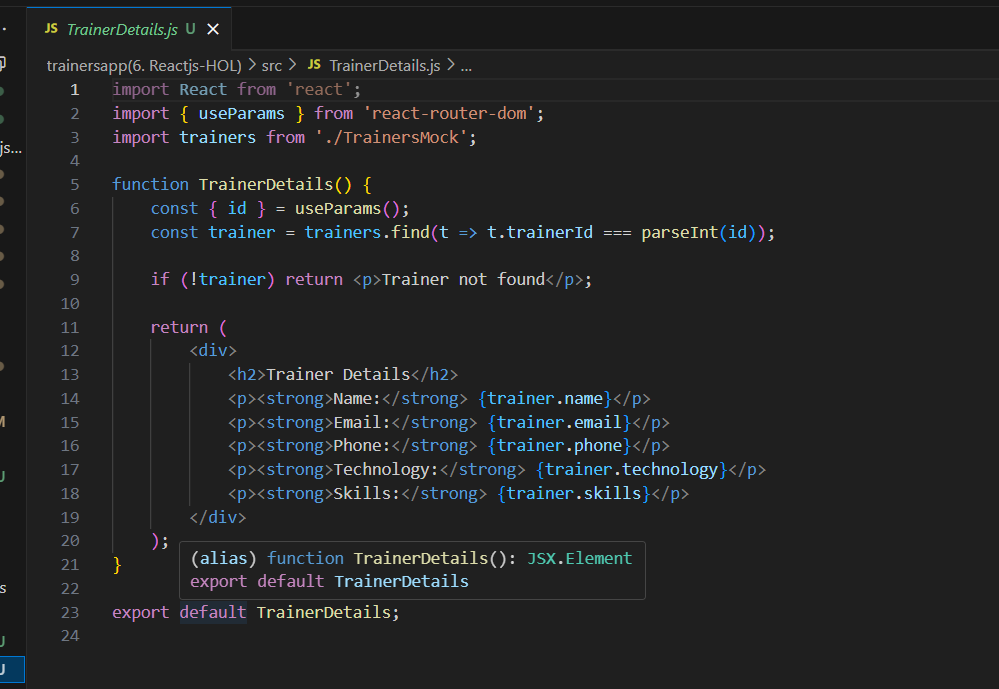 JS TrainerDetails.js U ×
trainersapp(6. Reactjs-HOL) > src > JS TrainerDetails.js > ...
js...
M
U
s
U
U
1 import React from 'react';
2 import { useParams } from 'react-router-dom';
3 import trainers from './TrainersMock';
4
5 function TrainerDetails() {
6     const { id } = useParams();
7     const trainer = trainers.find(t => t.trainerId === parseInt(id));
8
9     if (!trainer) return <p>Trainer not found</p>;
10
11     return (
12         <div>
13             <h2>Trainer Details</h2>
14             <p><strong>Name:</strong> {trainer.name}</p>
15             <p><strong>Email:</strong> {trainer.email}</p>
16             <p><strong>Phone:</strong> {trainer.phone}</p>
17             <p><strong>Technology:</strong> {trainer.technology}</p>
18             <p><strong>Skills:</strong> {trainer.skills}</p>
19         </div>
20     );
(alias) function TrainerDetails(): JSX.Element
21 }
export default TrainerDetails
22
23 export default TrainerDetails;
24